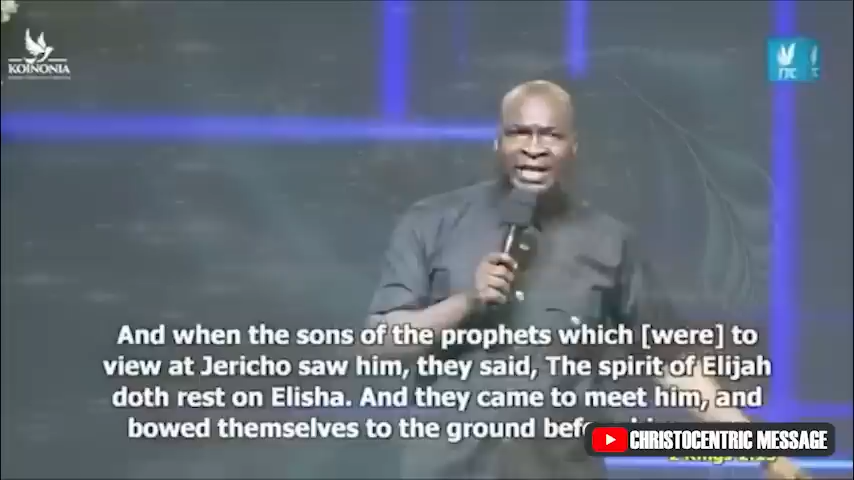 KOINONIA
And when the sons of the prophets which [were] to
view at Jericho saw him, they said, The spirit of Elijah
doth rest on Elisha. And they came to meet him, and
bowed themselves to the ground
CHRISTOCENTRIC MESSAGE